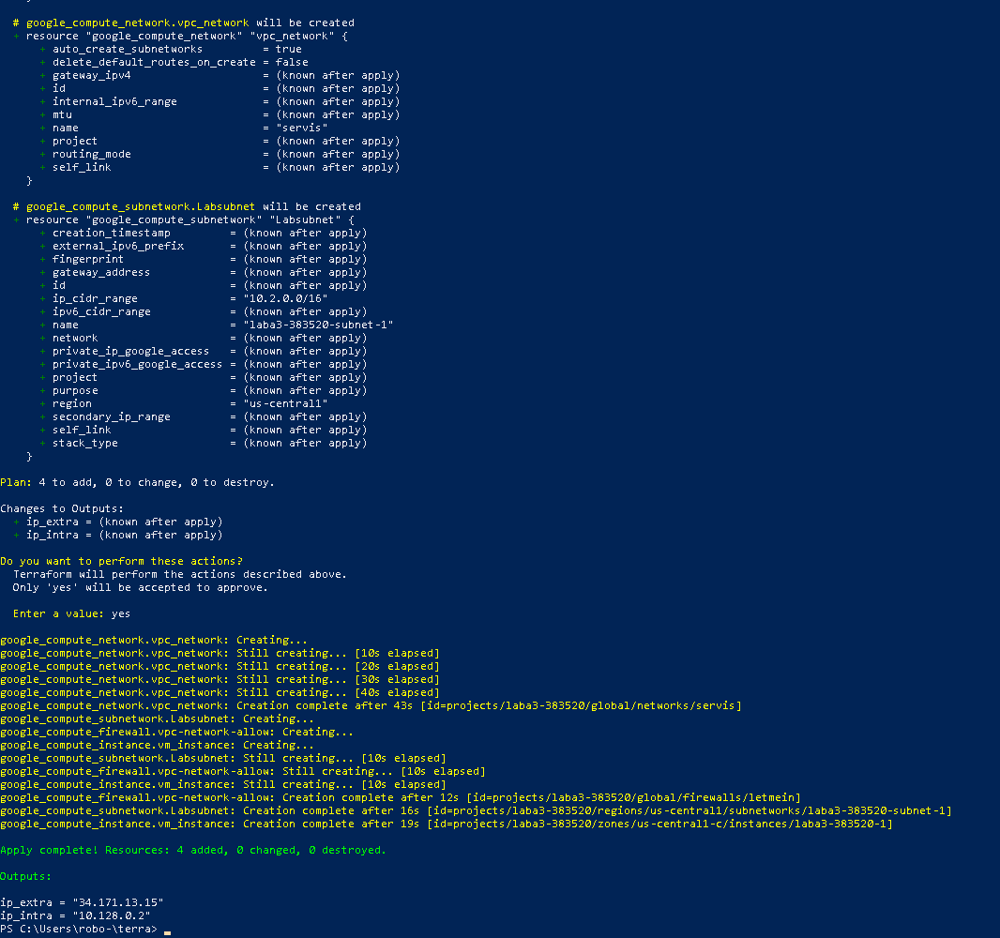 # google_compute_network.vpc_network will be created
+ resource "google_compute_network" "vpc_network" {
+ auto_create_subnetworks = true
+ delete_default_routes_on_create = false
+ gateway_ipv4 = (known after apply)
+ id = (known after apply)
+ internal_ipv6_range = (known after apply)
+ mtu = (known after apply)
+ name = "servis"
+ project = (known after apply)
+ routing_mode = (known after apply)
+ self_link = (known after apply)
}
# google_compute_subnetwork.Labsubnet will be created
+ resource "google_compute_subnetwork" "Labsubnet" {
+ creation_timestamp = (known after apply)
+ external_ipv6_prefix = (known after apply)
+ fingerprint = (known after apply)
+ gateway_address = (known after apply)
+ id = (known after apply)
+ ip_cidr_range = "10.2.0.0/16"
+ ipv6_cidr_range = (known after apply)
+ name = "laba3-383520-subnet-1"
+ network = (known after apply)
+ private_ip_google_access = (known after apply)
+ private_ipv6_google_access = (known after apply)
+ project = (known after apply)
+ purpose = (known after apply)
+ region = "us-central1"
+ secondary_ip_range = (known after apply)
+ self_link = (known after apply)
+ stack_type = (known after apply)
}
Plan: 4 to add, 0 to change, 0 to destroy.
Changes to Outputs:
+ ip_extra = (known after apply)
+ ip_intra = (known after apply)
Do you want to perform these actions?
Terraform will perform the actions described above.
Only 'yes' will be accepted to approve.
Enter a value: yes
google_compute_network.vpc_network: Creating...
google_compute_network.vpc_network: Still creating... [10s elapsed]
google_compute_network.vpc_network: Still creating... [20s elapsed]
google_compute_network.vpc_network: Still creating... [30s elapsed]
google_compute_network.vpc_network: Still creating... [40s elapsed]
google_compute_network.vpc_network: Creation complete after 43s [id=projects/laba3-383520/global/networks/servis]
google_compute_subnetwork.Labsubnet: Creating...
google_compute_firewall.vpc-network-allow: Creating...
google_compute_instance.vm_instance: Creating...
google_compute_subnetwork.Labsubnet: Still creating... [10s elapsed]
google_compute_firewall.vpc-network-allow: Still creating... [10s elapsed]
google_compute_instance.vm_instance: Still creating... [10s elapsed]
google_compute_firewall.vpc-network-allow: Creation complete after 12s [id=projects/laba3-383520/global/firewalls/letmein]
google_compute_subnetwork.Labsubnet: Creation complete after 16s [id=projects/laba3-383520/regions/us-central1/subnetworks/laba3-383520-subnet-1]
google_compute_instance.vm_instance: Creation complete after 19s [id=projects/laba3-383520/zones/us-central1-c/instances/laba3-383520-1]
Apply complete! Resources: 4 added, 0 changed, 0 destroyed.
Outputs:
ip_extra = "34.171.13.15"
ip_intra = "10.128.0.2"
PS C:\Users\robo-\terra>